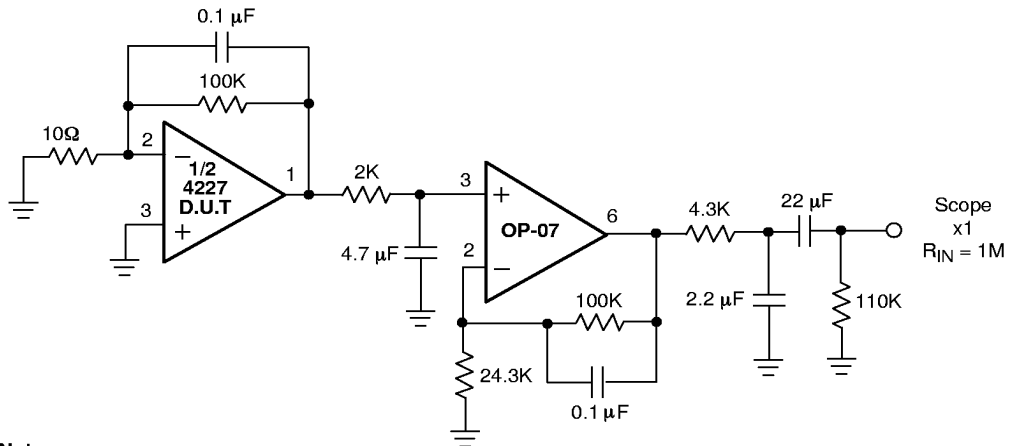 0.1 µF
100K
10Ω
2
−
1/2
4227
D.U.T
3
+
1
2K
4.7 µF
3
+
OP-07
2
−
6
100K
24.3K
0.1 µF
4.3K
22 µF
2.2 µF
110K
Scope
x1
RIN = 1M